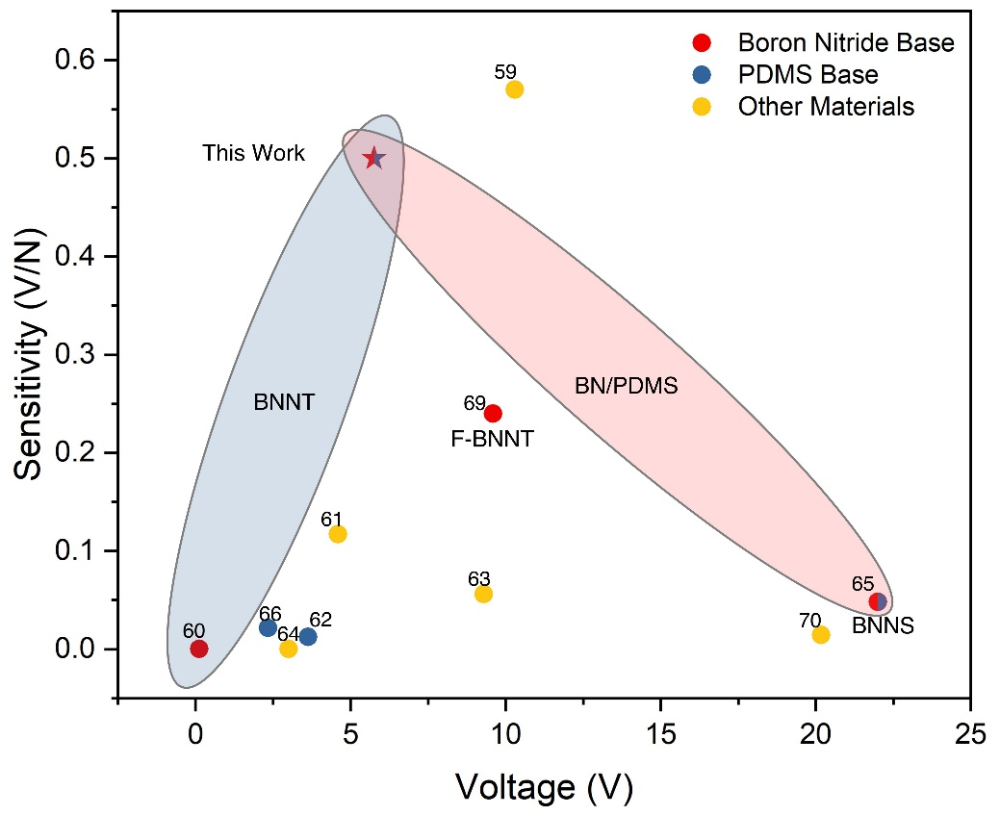 Boron Nitride Base
PDMS Base
Other Materials
0.6
0.5
0.4
0.3
0.2
0.1
0.0
Sensitivity (V/N)
59
This Work
BNNT
BN/PDMS
69
F-BNNT
61
63
65
BNNS
60
66
64
62
70
0
5
10
15
20
25
Voltage (V)